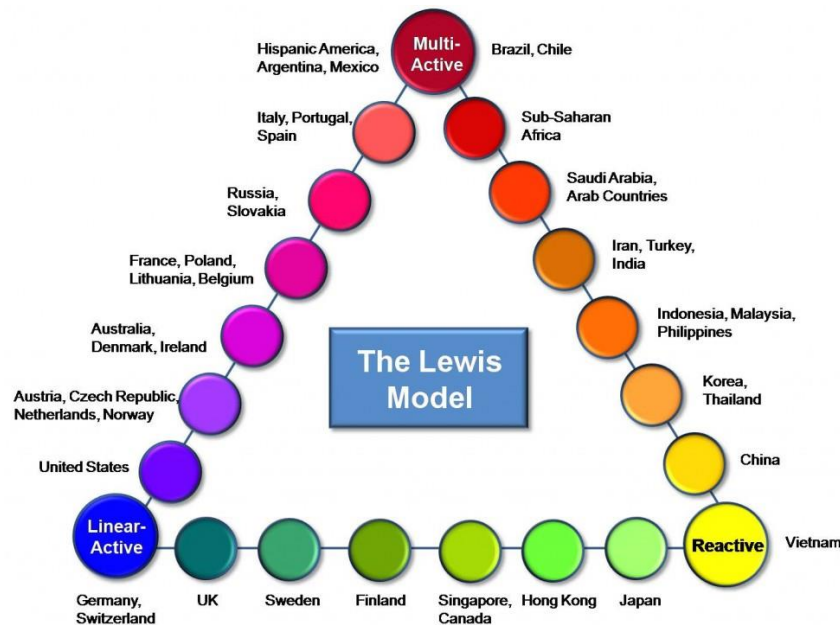 Hispanic America,
Argentina, Mexico
Multi-
Active
Brazil, Chile
Italy, Portugal,
Spain
Sub-Saharan
Africa
Russia,
Slovakia
Saudi Arabia,
Arab Countries
France, Poland,
Lithuania, Belgium
Iran, Turkey,
India
Australia,
Denmark, Ireland
Indonesia, Malaysia,
Philippines
The Lewis
Model
Austria, Czech Republic,
Netherlands, Norway
Korea,
Thailand
United States
China
Linear-
Active
Reactive
Vietnam
Germany,
Switzerland
UK
Sweden
Finland
Singapore,
Canada
Hong Kong
Japan